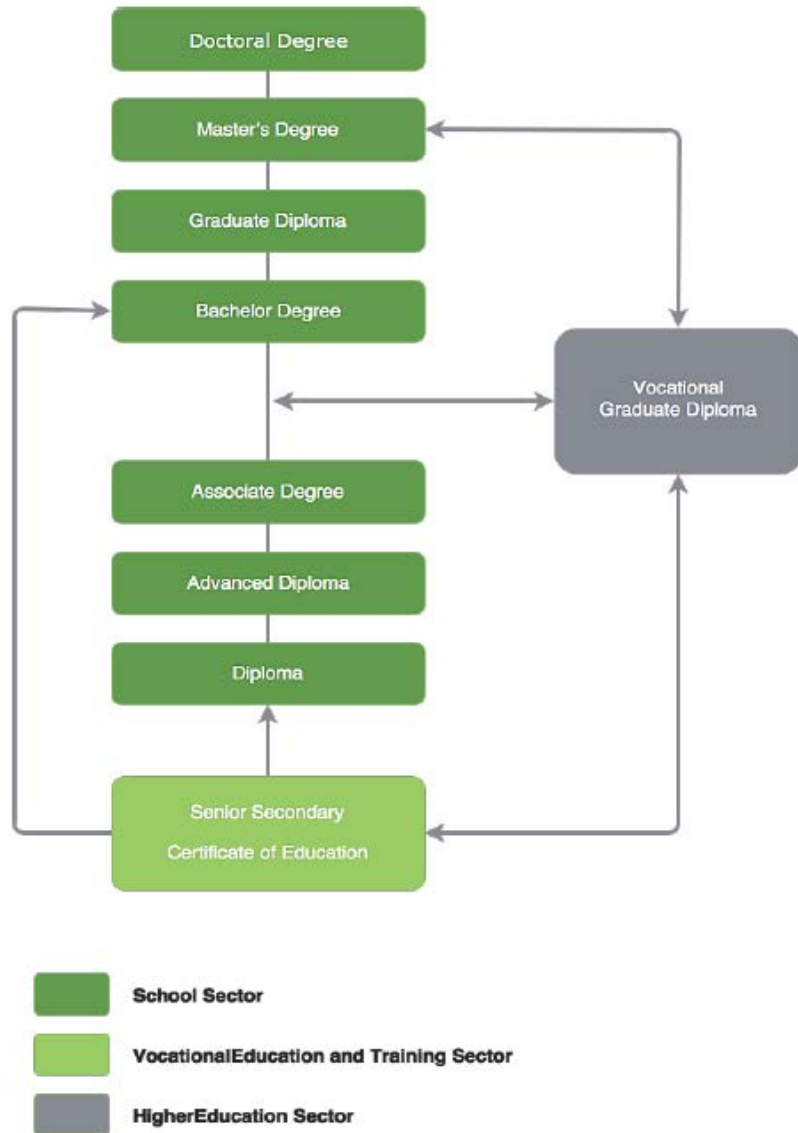 Doctoral Degree
Master's Degree
Graduate Diploma
Bachelor Degree
Vocational
Graduate Diploma
Associate Degree
Advanced Diploma
Diploma
Senior Secondary
Certificate of Education
School Sector
VocationalEducation and Training Sector
HigherEducation Sector